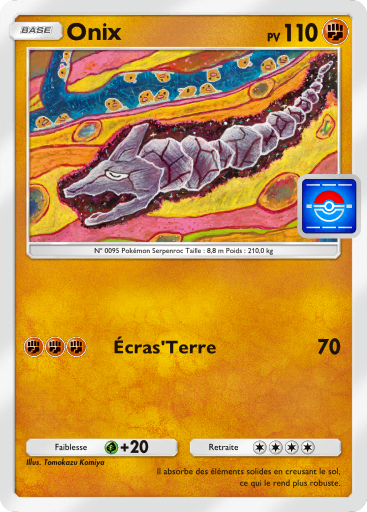 BASE Onix PV 110
N° 0095 Pokémon Serpenroc Taille : 8,8 m Poids : 210,0 kg
Écras'Terre 70
Faiblesse +20 Retraite
Illus. Tomokazu Komiya
Il absorbe des éléments solides en creusant le sol,
ce qui le rend plus robuste.